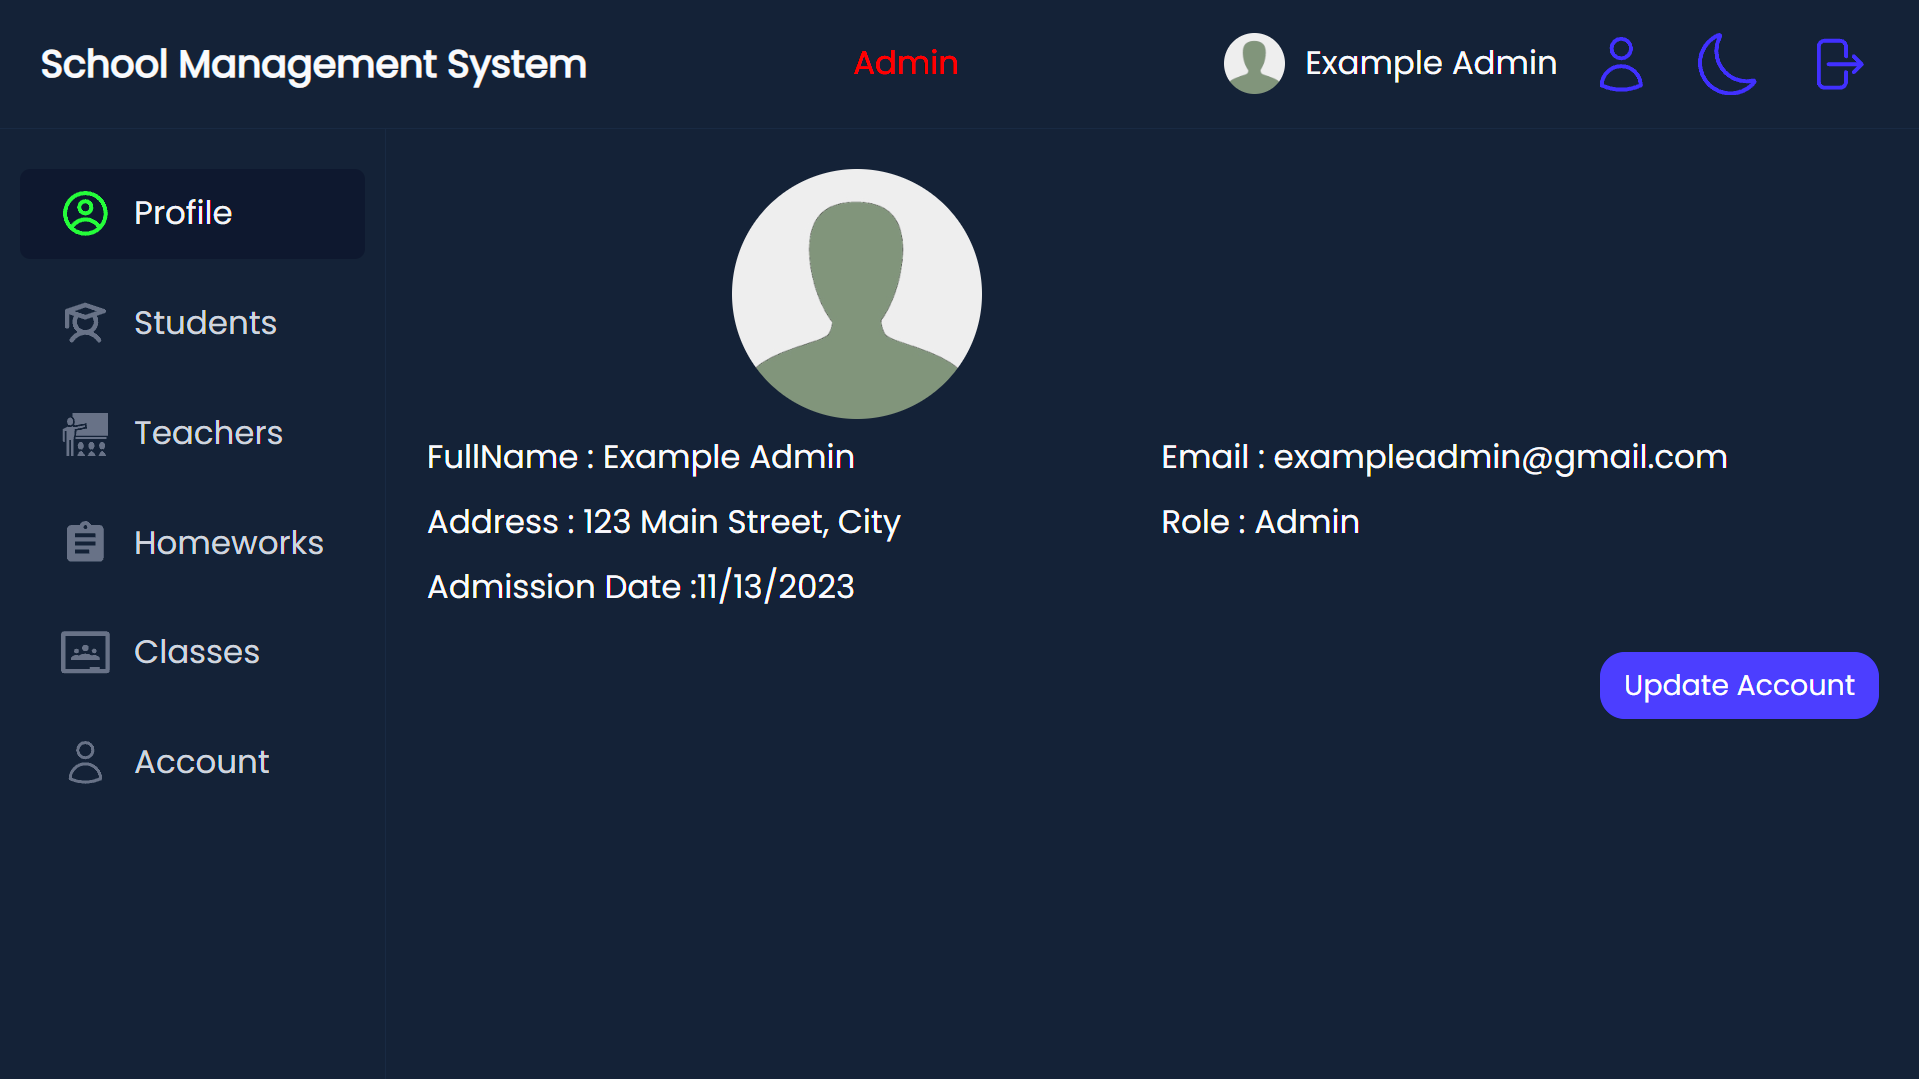 School Management System
Admin
Example Admin
Profile
Students
Teachers
Homeworks
Classes
Account
FullName : Example Admin
Email : exampleadmin@gmail.com
Address : 123 Main Street, City
Role : Admin
Admission Date :11/13/2023
Update Account